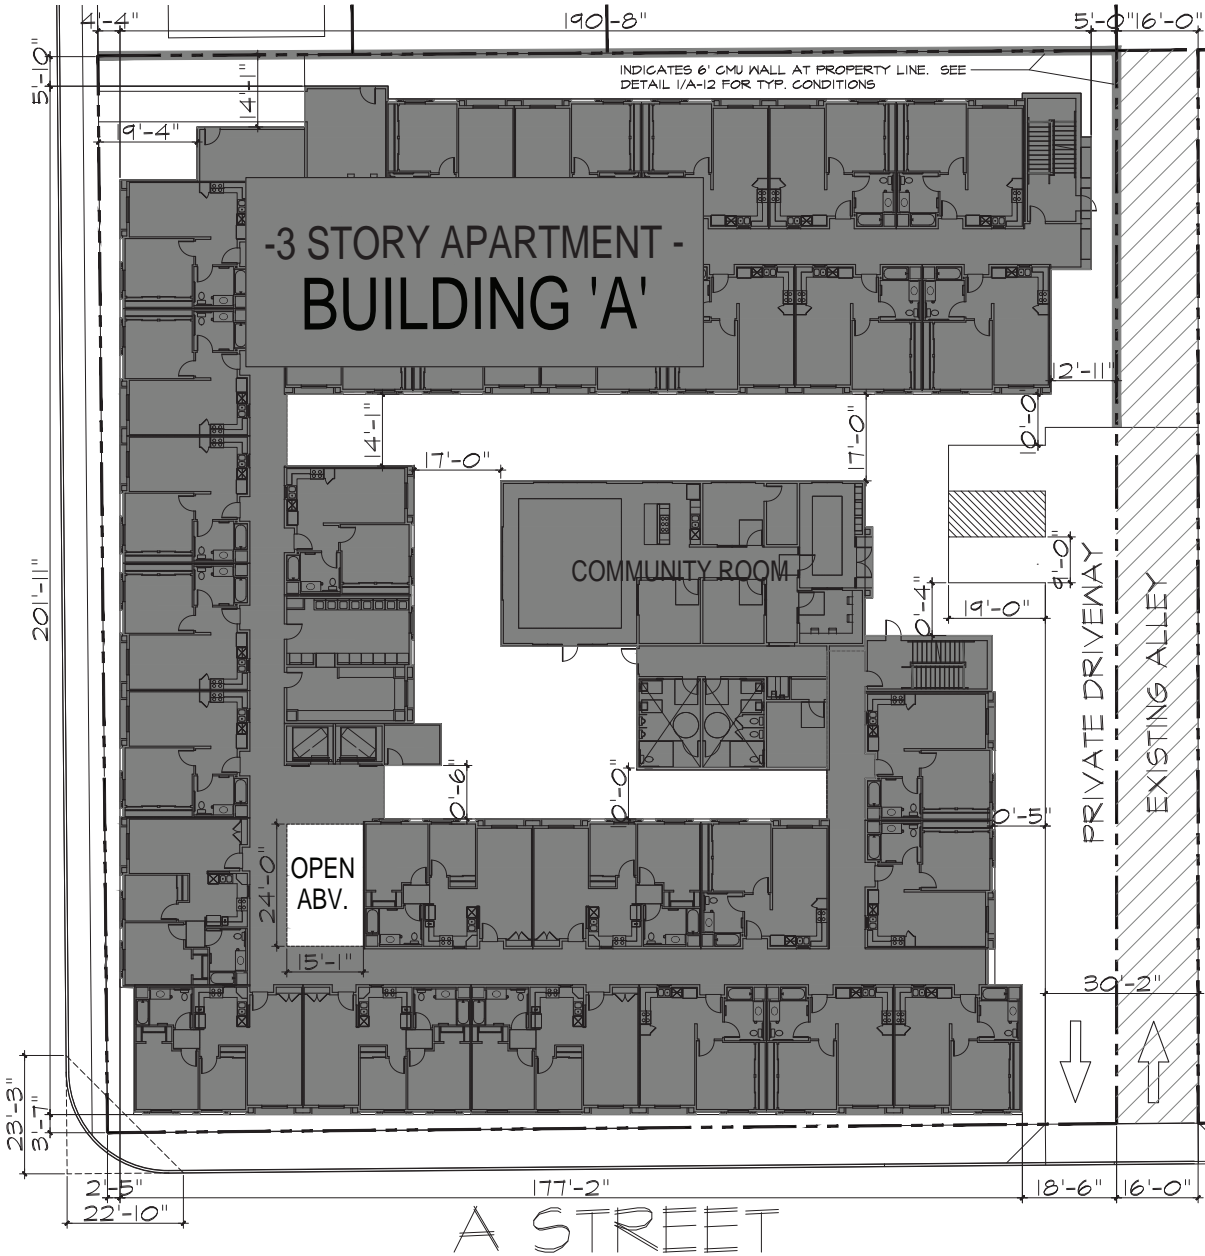 4'-4"
190'-8"
5'-0"
16'-0"
5'-10"
14'-1"
INDICATES 6' CMU WALL AT PROPERTY LINE. SEE
DETAIL 1/A-12 FOR TYP. CONDITIONS
19'-4"
-3 STORY APARTMENT -
BUILDING 'A'
12'-11"
14'-1"
17'-0"
17'-0"
10'-0
COMMUNITY ROOM
9'-0"
19'-0"
0'-4"
201'-11"
PRIVATE DRIVEWAY
EXISTING ALLEY
0'-6"
0'-0"
0'-5"
OPEN
ABV.
24'-0"
15'-1"
30'-2"
23'-3"
3'-7"
2'-5"
177'-2"
18'-6"
16'-0"
22'-10"
A STREET